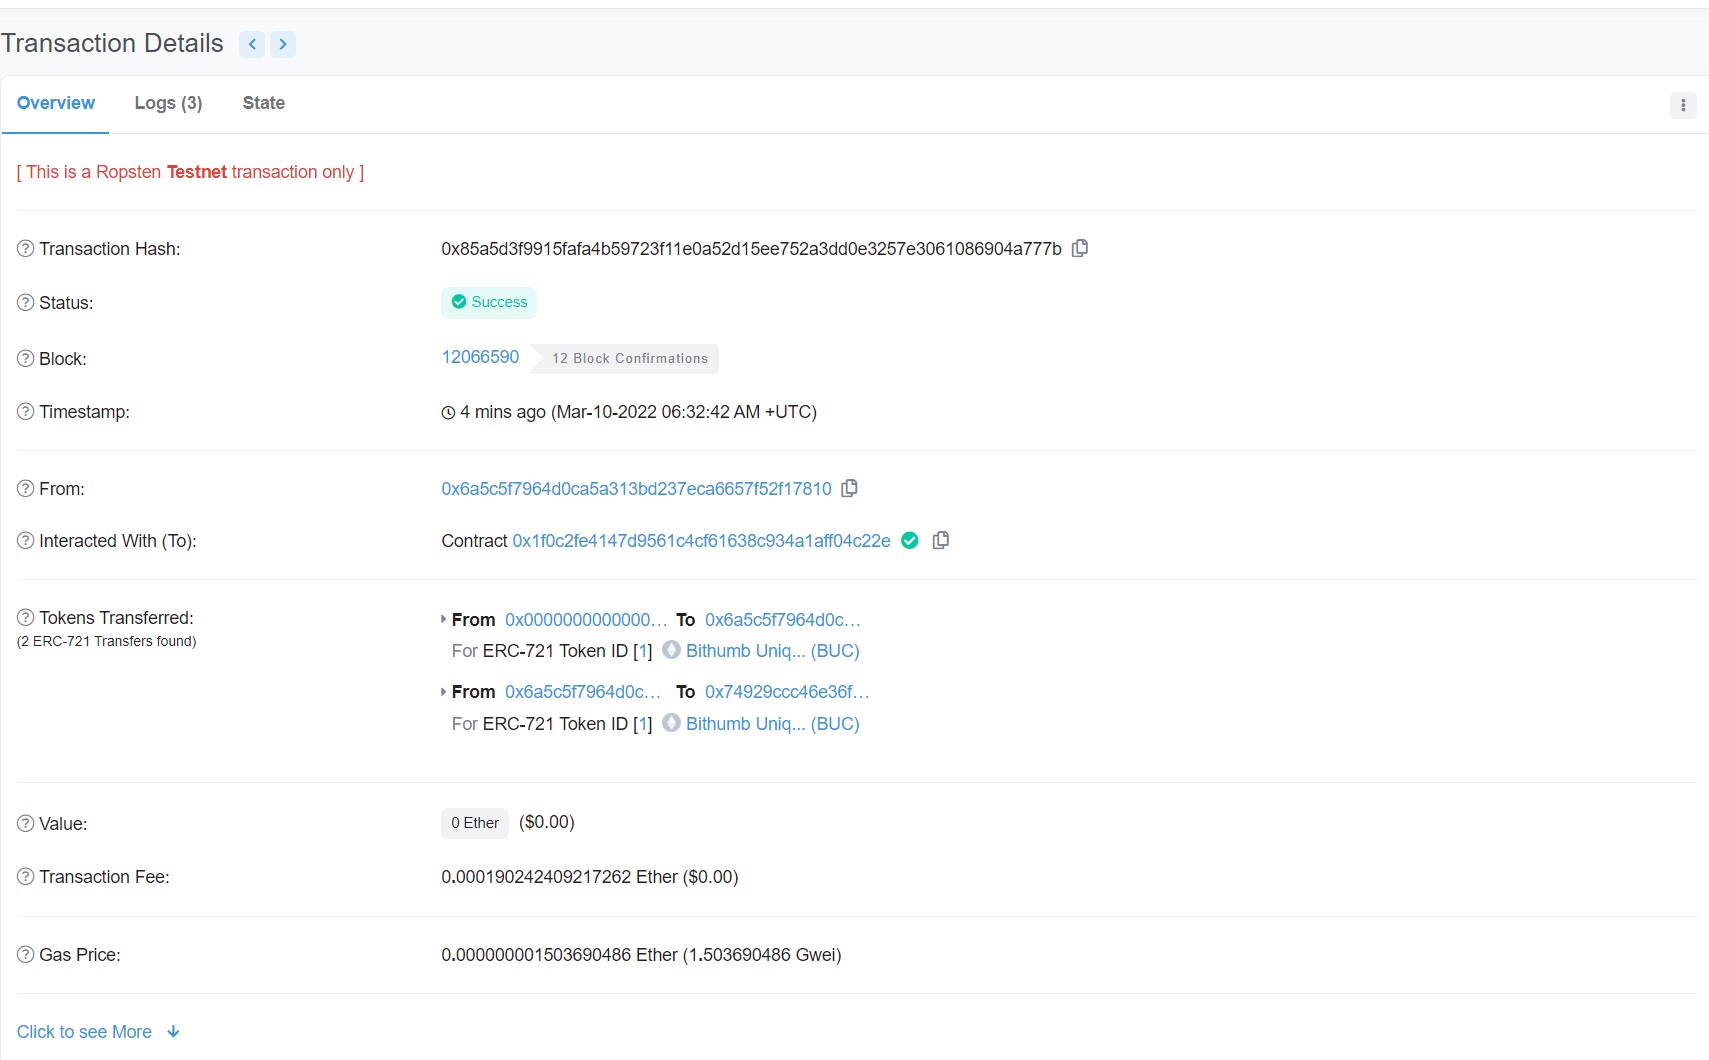 Transaction Details
Overview Logs (3) State
[ This is a Ropsten Testnet transaction only ]
Transaction Hash: 0x85a5d3f9915fafa4b59723f11e0a52d15ee752a3dd0e3257e3061086904a777b
Status: Success
Block: 12066590 12 Block Confirmations
Timestamp: 4 mins ago (Mar-10-2022 06:32:42 AM +UTC)
From: 0x6a5c5f7964d0ca5a313bd237eca6657f52f17810
Interacted With (To): Contract 0x1f0c2fe4147d9561c4cf61638c934a1aff04c22e
Tokens Transferred: From 0x0000000000000... To 0x6a5c5f7964d0c...
(2 ERC-721 Transfers found)
For ERC-721 Token ID [1] Bithumb Uniq... (BUC)
From 0x6a5c5f7964d0c... To 0x74929ccc46e36f...
For ERC-721 Token ID [1] Bithumb Uniq... (BUC)
Value: 0 Ether ($0.00)
Transaction Fee: 0.000190242409217262 Ether ($0.00)
Gas Price: 0.000000001503690486 Ether (1.503690486 Gwei)
Click to see More